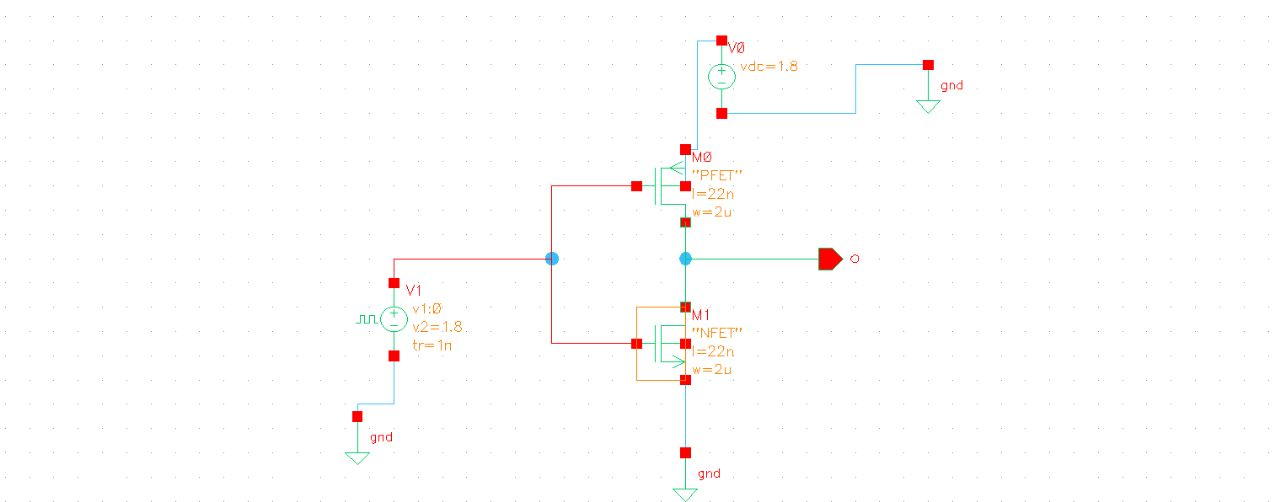 V0
vdc=1.8
gnd
M0
"PFET"
l=22n
w=2u
o
V1
v1:0
v2=1.8
tr=1n
M1
"NFET"
l=22n
w=2u
gnd
gnd